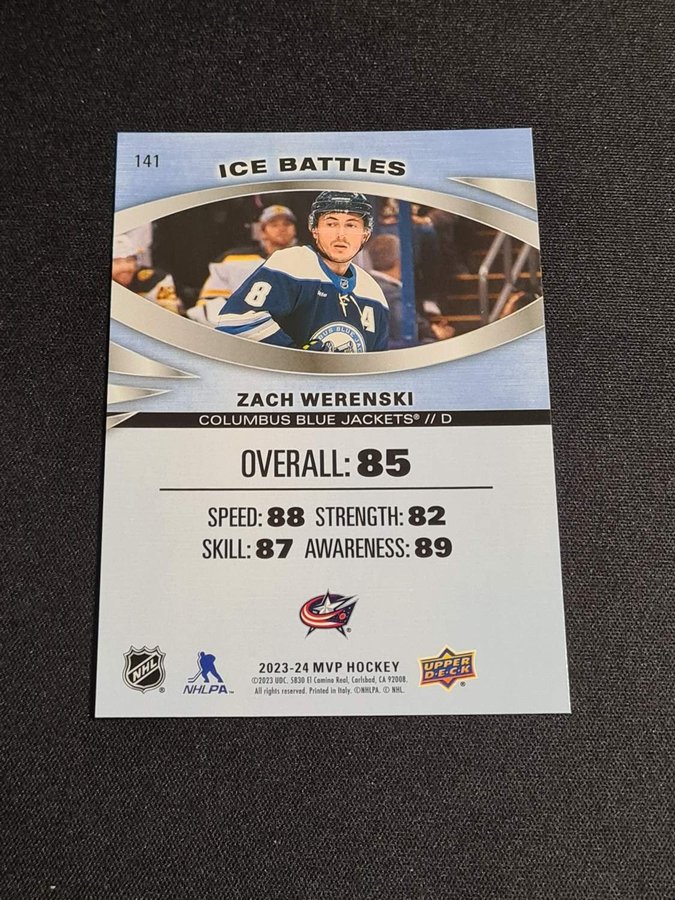 141
ICE BATTLES
8
A
ZACH WERENSKI
COLUMBUS BLUE JACKETS® // D
OVERALL: 85
SPEED: 88 STRENGTH: 82
SKILL: 87 AWARENESS: 89
NHL
NHLPA
2023-24 MVP HOCKEY
©2023 UDC. 5830 El Camino Real, Carlsbad, CA 92008.
All rights reserved. Printed in Italy. ©NHLPA. © NHL.
UPPER
DECK